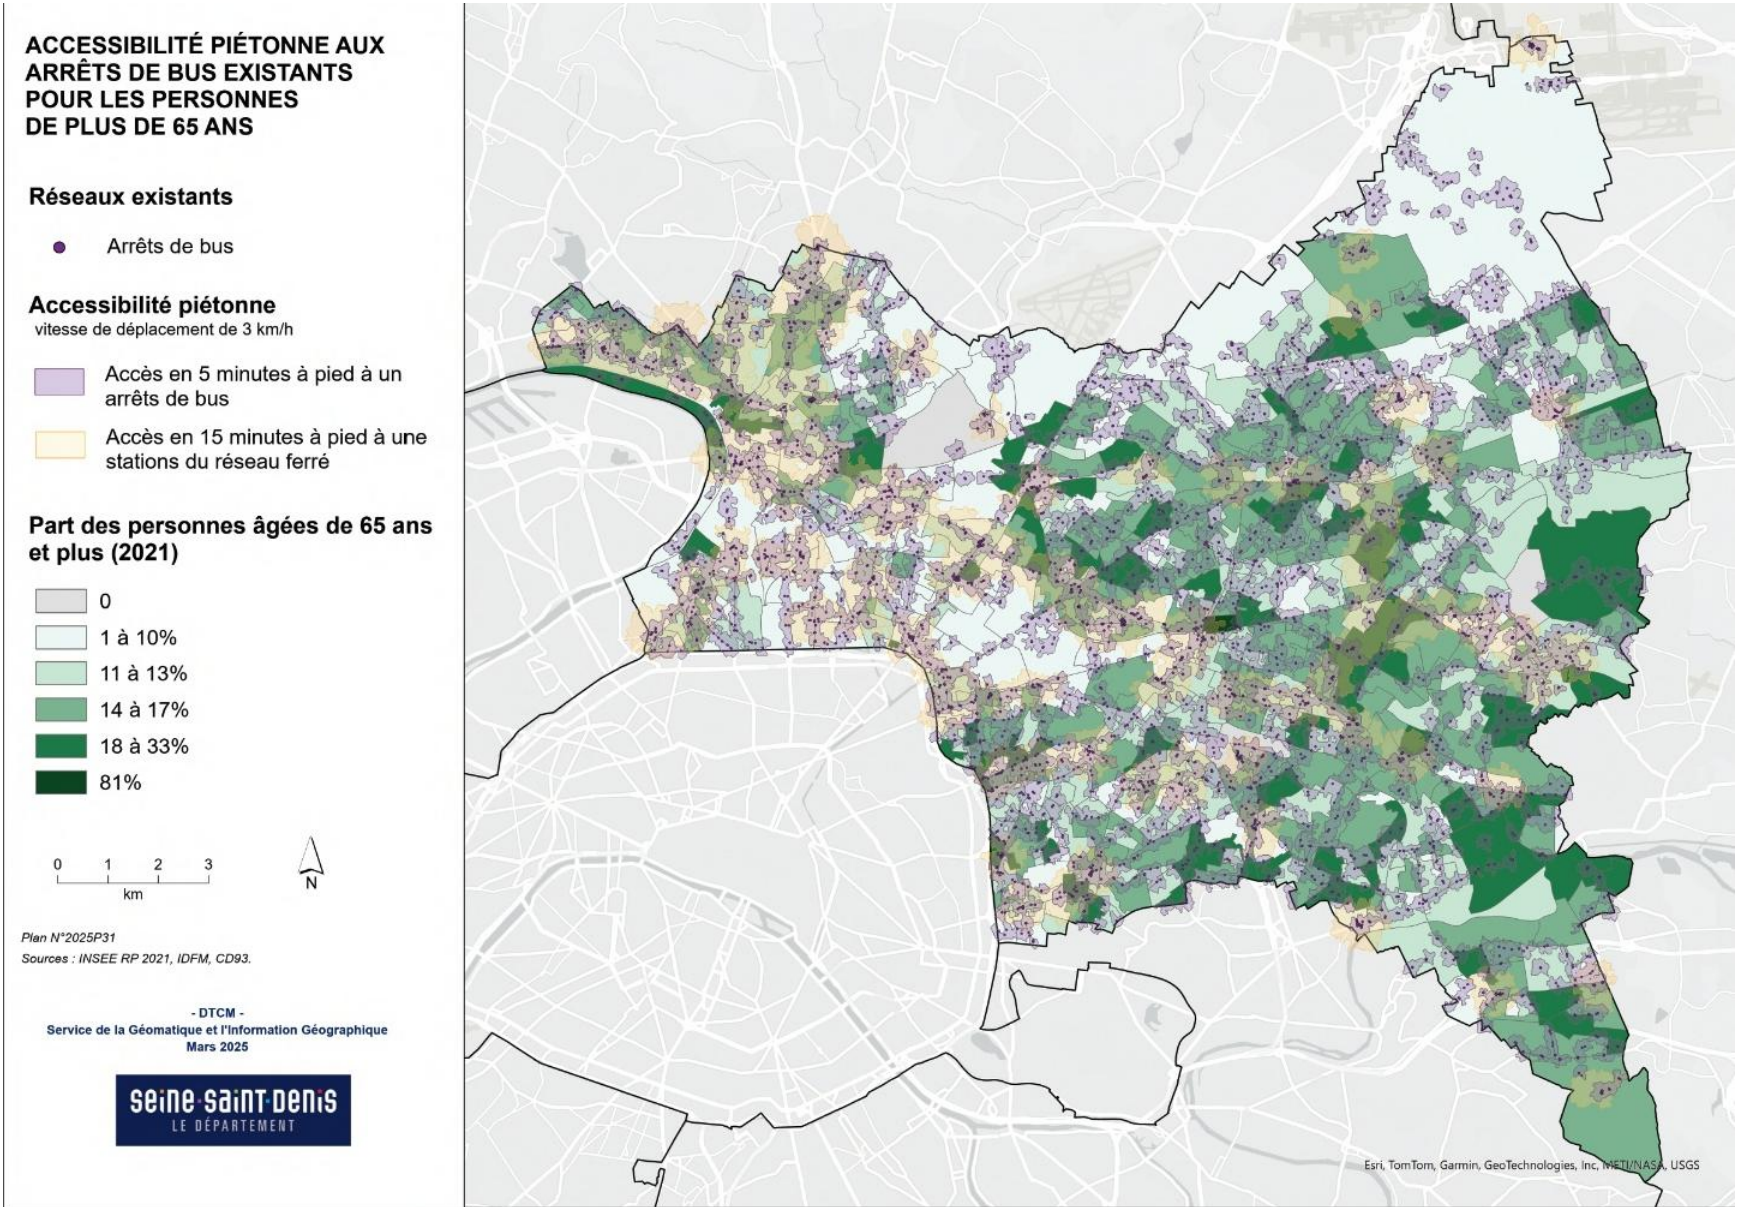 ACCESSIBILITÉ PIÉTONNE AUX
ARRÊTS DE BUS EXISTANTS
POUR LES PERSONNES
DE PLUS DE 65 ANS
Réseaux existants
Arrêts de bus
Accessibilité piétonne
vitesse de déplacement de 3 km/h
Accès en 5 minutes à pied à un
arrêts de bus
Accès en 15 minutes à pied à une
stations du réseau ferré
Part des personnes âgées de 65 ans
et plus (2021)
0
1 à 10%
11 à 13%
14 à 17%
18 à 33%
81%
0 1 2 3
km
N
Plan N°2025P31
Sources : INSEE RP 2021, IDFM, CD93.
- DTCM -
Service de la Géomatique et l'Information Géographique
Mars 2025
seine-saint-denis
LE DÉPARTEMENT
Esri, TomTom, Garmin, GeoTechnologies, Inc, METI/NASA, USGS